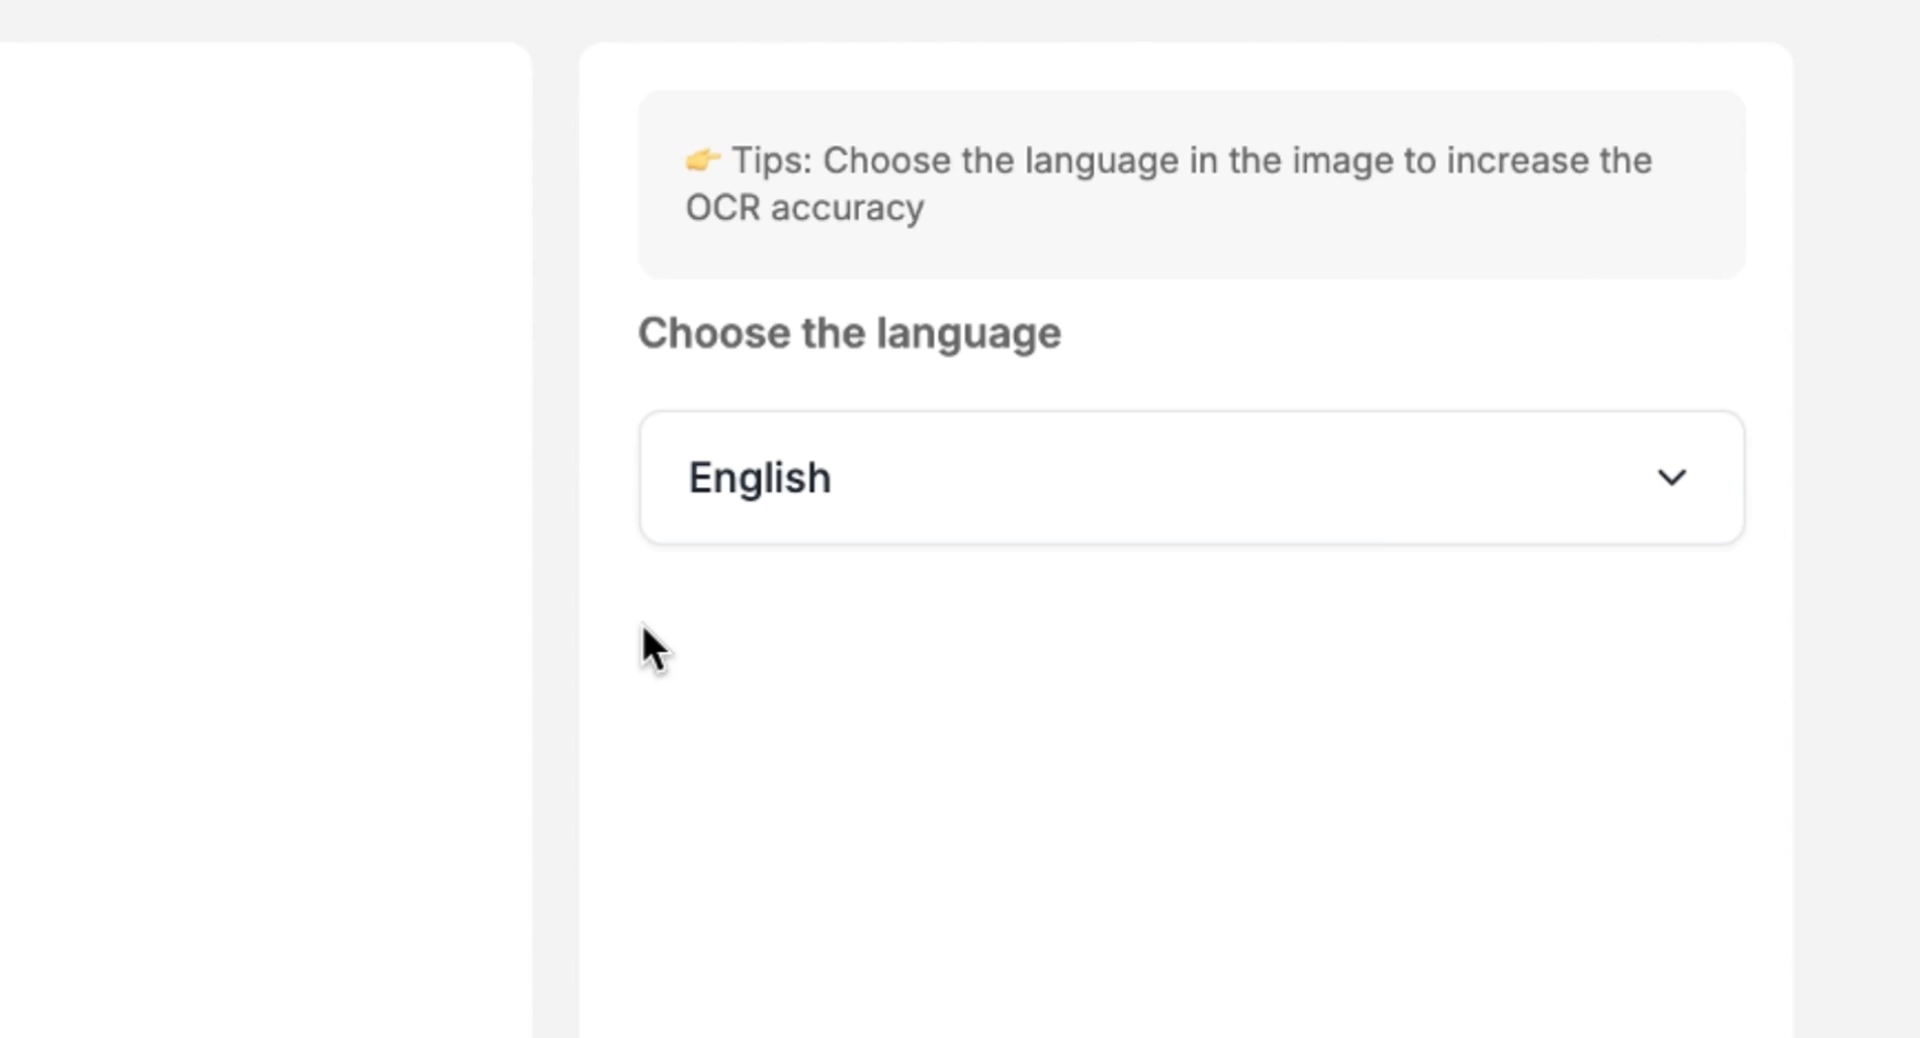 👉 Tips: Choose the language in the image to increase the
OCR accuracy
Choose the language
English